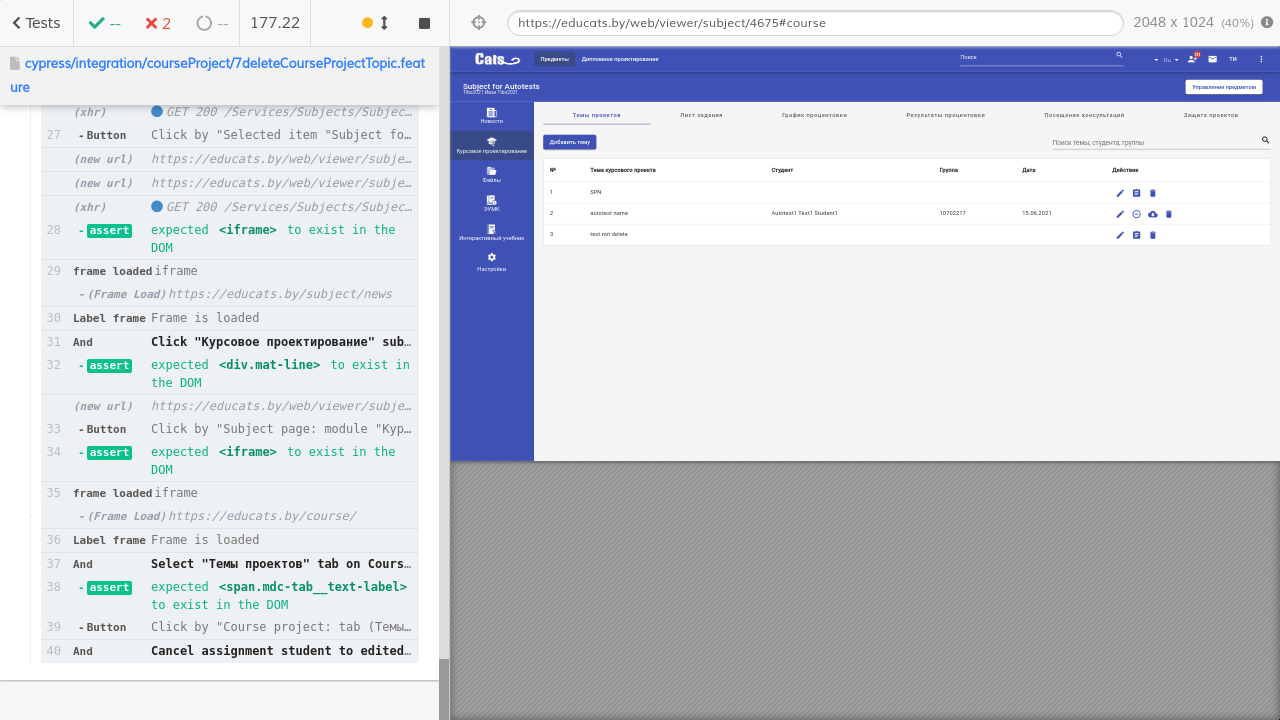 Tests
--
2
--
177.22
cypress/integration/courseProject/7deleteCourseProjectTopic.feat
ure
(xhr) GET 200 /Services/Subjects/Subjec...
27 -Button Click by "selected item "Subject fo...
(new url) https://educats.by/web/viewer/subje...
(new url) https://educats.by/web/viewer/subje...
(xhr) GET 200 /Services/Subjects/Subjec...
28 -assert expected <iframe> to exist in the
DOM
29 frame loaded iframe
-(Frame Load) https://educats.by/subject/news
30 Label frame Frame is loaded
31 And Click "Курсовое проектирование" sub...
32 -assert expected <div.mat-line> to exist in
the DOM
(new url) https://educats.by/web/viewer/subje...
33 -Button Click by "Subject page: module "Кур...
34 -assert expected <iframe> to exist in the
DOM
35 frame loaded iframe
-(Frame Load) https://educats.by/course/
36 Label frame Frame is loaded
37 And Select "Темы проектов" tab on Cours...
38 -assert expected <span.mdc-tab__text-label>
to exist in the DOM
39 -Button Click by "Course project: tab (Темы...
40 And Cancel assignment student to edited...
https://educats.by/web/viewer/subject/4675#course
2048 x 1024 (40%)
Cats
Предметы
Дипломное проектирование
Поиск
Ru
ТИ
Subject for Autotests
Управление предметом
Новости
Курсовое проектирование
Файлы
ЭУМК
Интерактивный учебник
Настройки
Темы проектов
Лист задания
График процентовки
Результаты процентовки
Посещение консультаций
Защита проектов
Добавить тему
Поиск темы, студента, группы
№ Тема курсового проекта Студент Группа Дата Действие
1 SPN
2 autotest name Autotest1 Test1 Student1 10702217 15.06.2021
3 test not delete